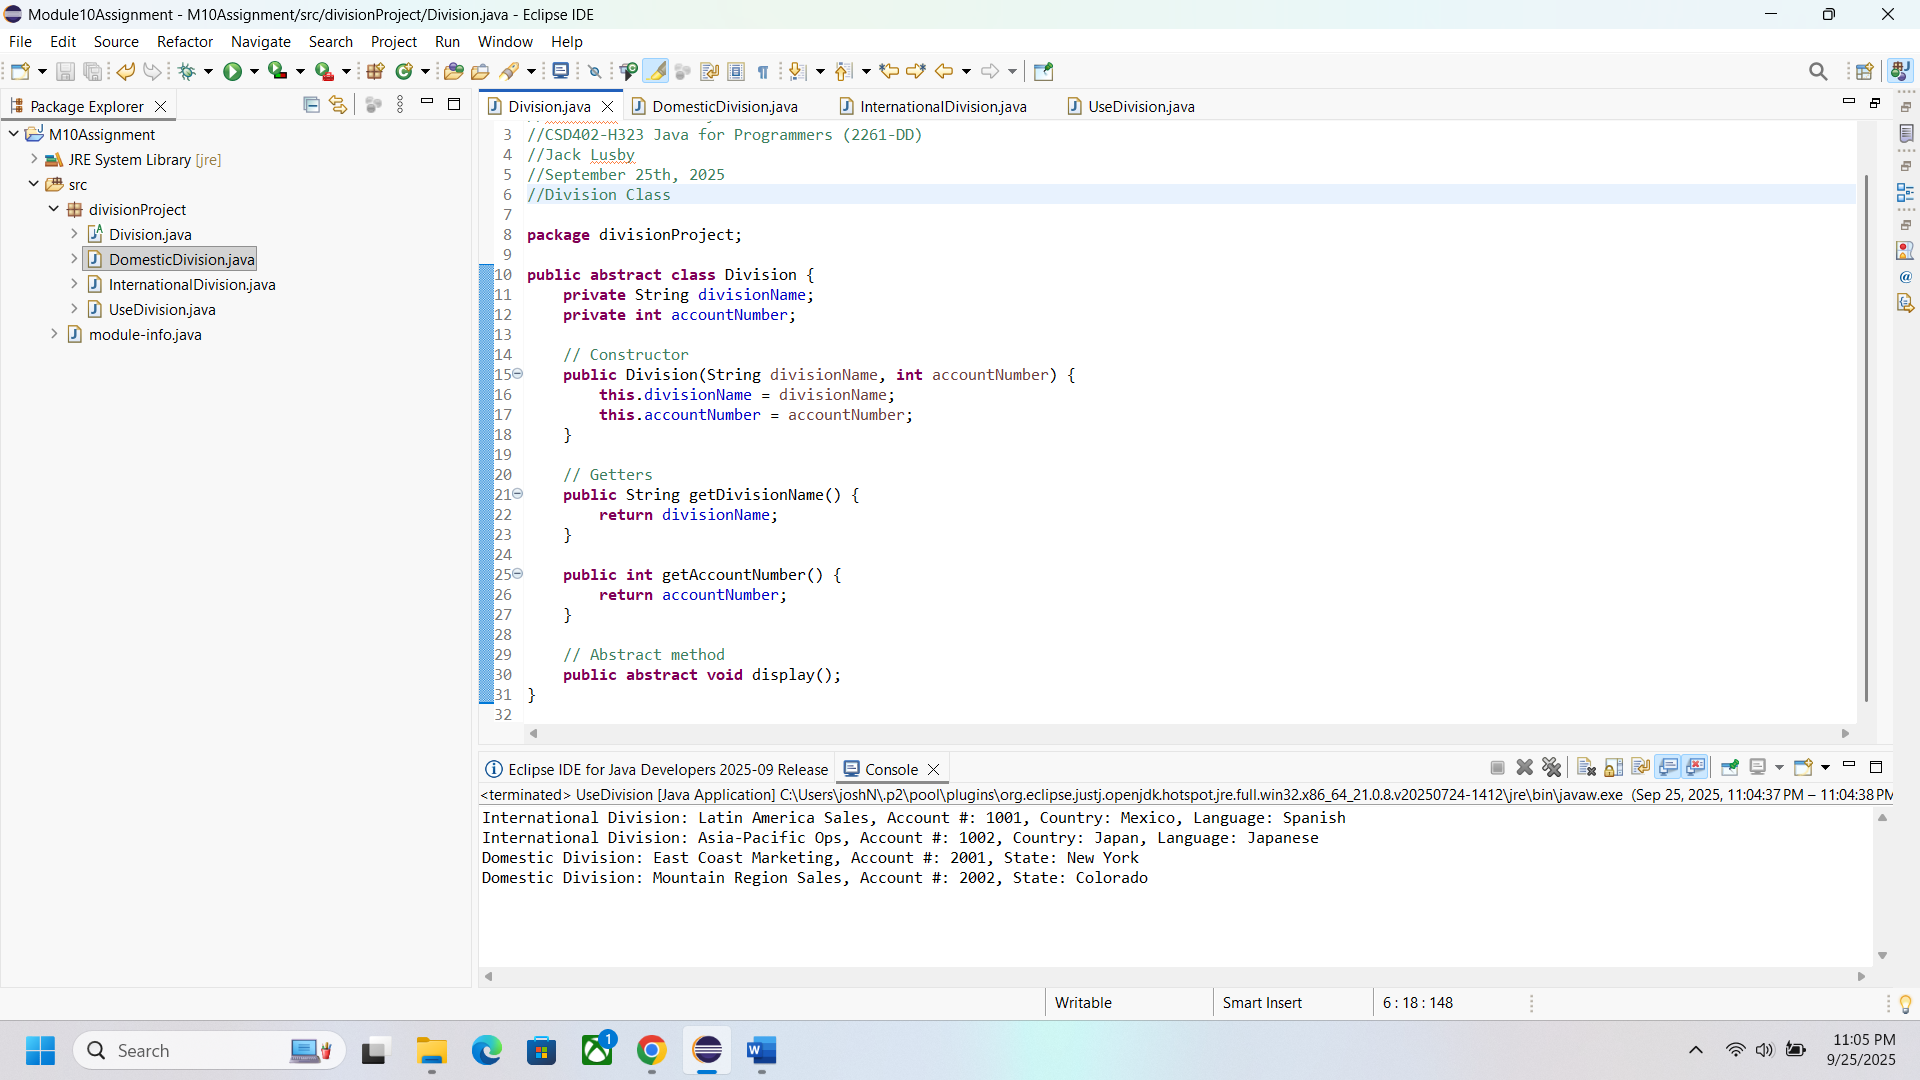 Module10Assignment - M10Assignment/src/divisionProject/Division.java - Eclipse IDE
File Edit Source Refactor Navigate Search Project Run Window Help
Package Explorer
M10Assignment
JRE System Library [jre]
src
divisionProject
Division.java
DomesticDivision.java
InternationalDivision.java
UseDivision.java
module-info.java
Division.java DomesticDivision.java InternationalDivision.java UseDivision.java
3 //CSD402-H323 Java for Programmers (2261-DD)
4 //Jack Lusby
5 //September 25th, 2025
6 //Division Class
7
8 package divisionProject;
9
10 public abstract class Division {
11 private String divisionName;
12 private int accountNumber;
13
14 // Constructor
15 public Division(String divisionName, int accountNumber) {
16 this.divisionName = divisionName;
17 this.accountNumber = accountNumber;
18 }
19
20 // Getters
21 public String getDivisionName() {
22 return divisionName;
23 }
24
25 public int getAccountNumber() {
26 return accountNumber;
27 }
28
29 // Abstract method
30 public abstract void display();
31 }
32
Eclipse IDE for Java Developers 2025-09 Release Console
<terminated> UseDivision [Java Application] C:\Users\joshN\.p2\pool\plugins\org.eclipse.justj.openjdk.hotspot.jre.full.win32.x86_64_21.0.8.v20250724-1412\jre\bin\javaw.exe (Sep 25, 2025, 11:04:37 PM – 11:04:38 PM
International Division: Latin America Sales, Account #: 1001, Country: Mexico, Language: Spanish
International Division: Asia-Pacific Ops, Account #: 1002, Country: Japan, Language: Japanese
Domestic Division: East Coast Marketing, Account #: 2001, State: New York
Domestic Division: Mountain Region Sales, Account #: 2002, State: Colorado
Writable Smart Insert 6 : 18 : 148
Search
1
11:05 PM
9/25/2025